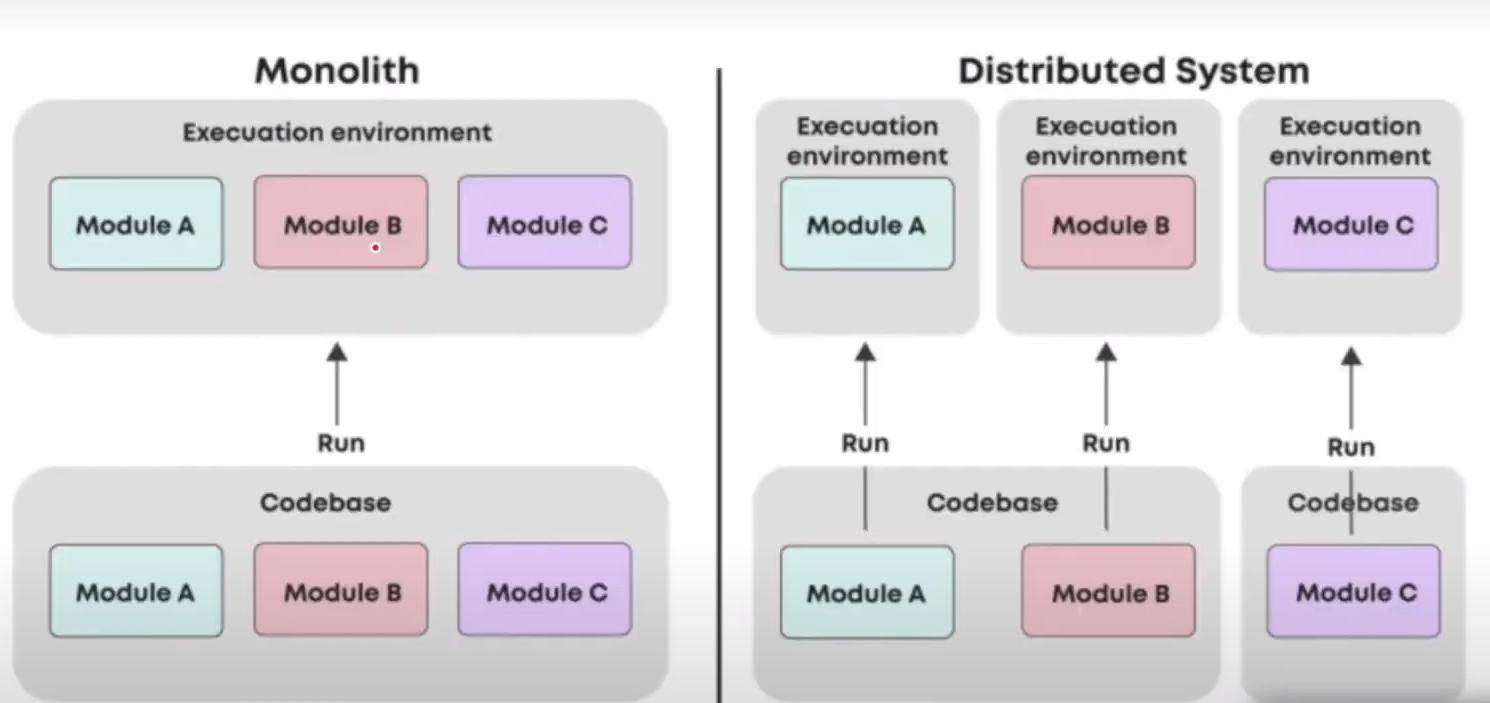 Monolith
Execuation environment
Module A
Module B
Module C
Run
Codebase
Module A
Module B
Module C
Distributed System
Execuation
environment
Module A
Execuation
environment
Module B
Execuation
environment
Module C
Run
Run
Run
Codebase
Module A
Module B
Codebase
Module C